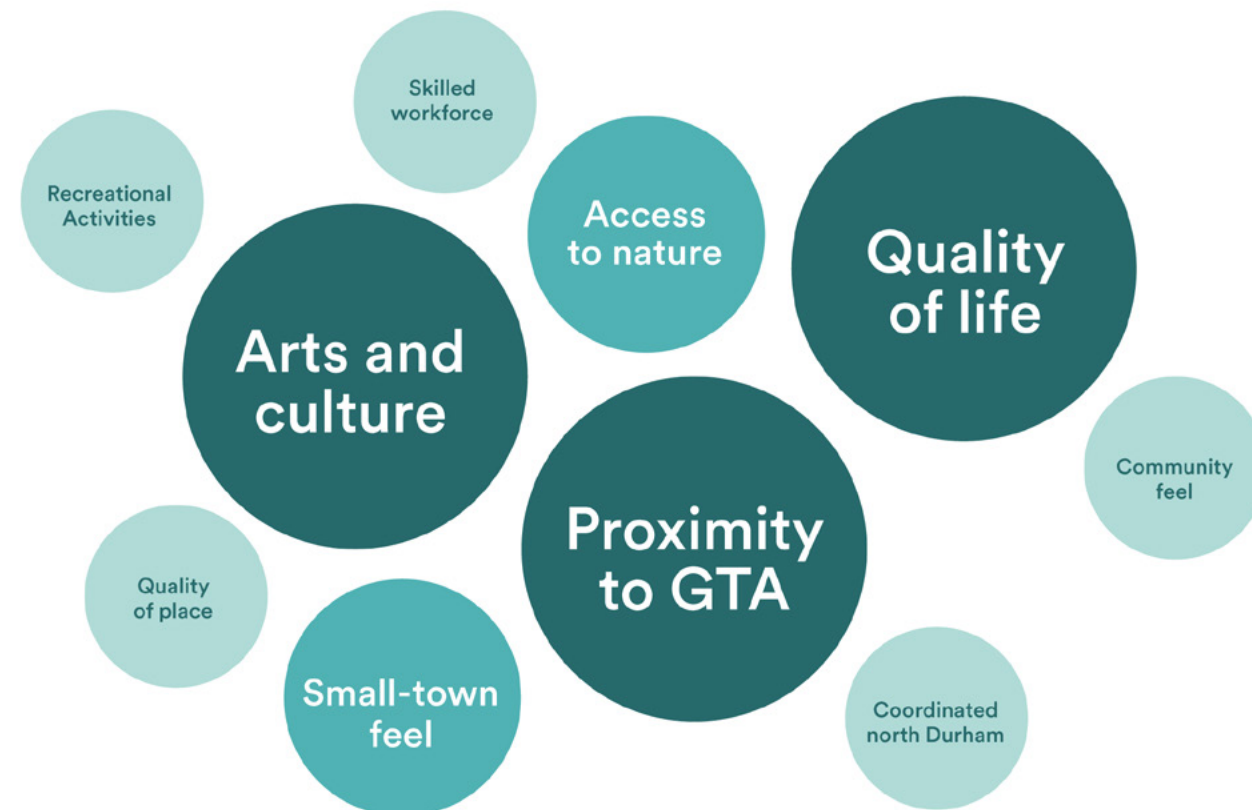 Skilled
workforce
Recreational
Activities
Access
to nature
Quality
of life
Arts and
culture
Community
feel
Proximity
to GTA
Quality
of place
Small-town
feel
Coordinated
north Durham